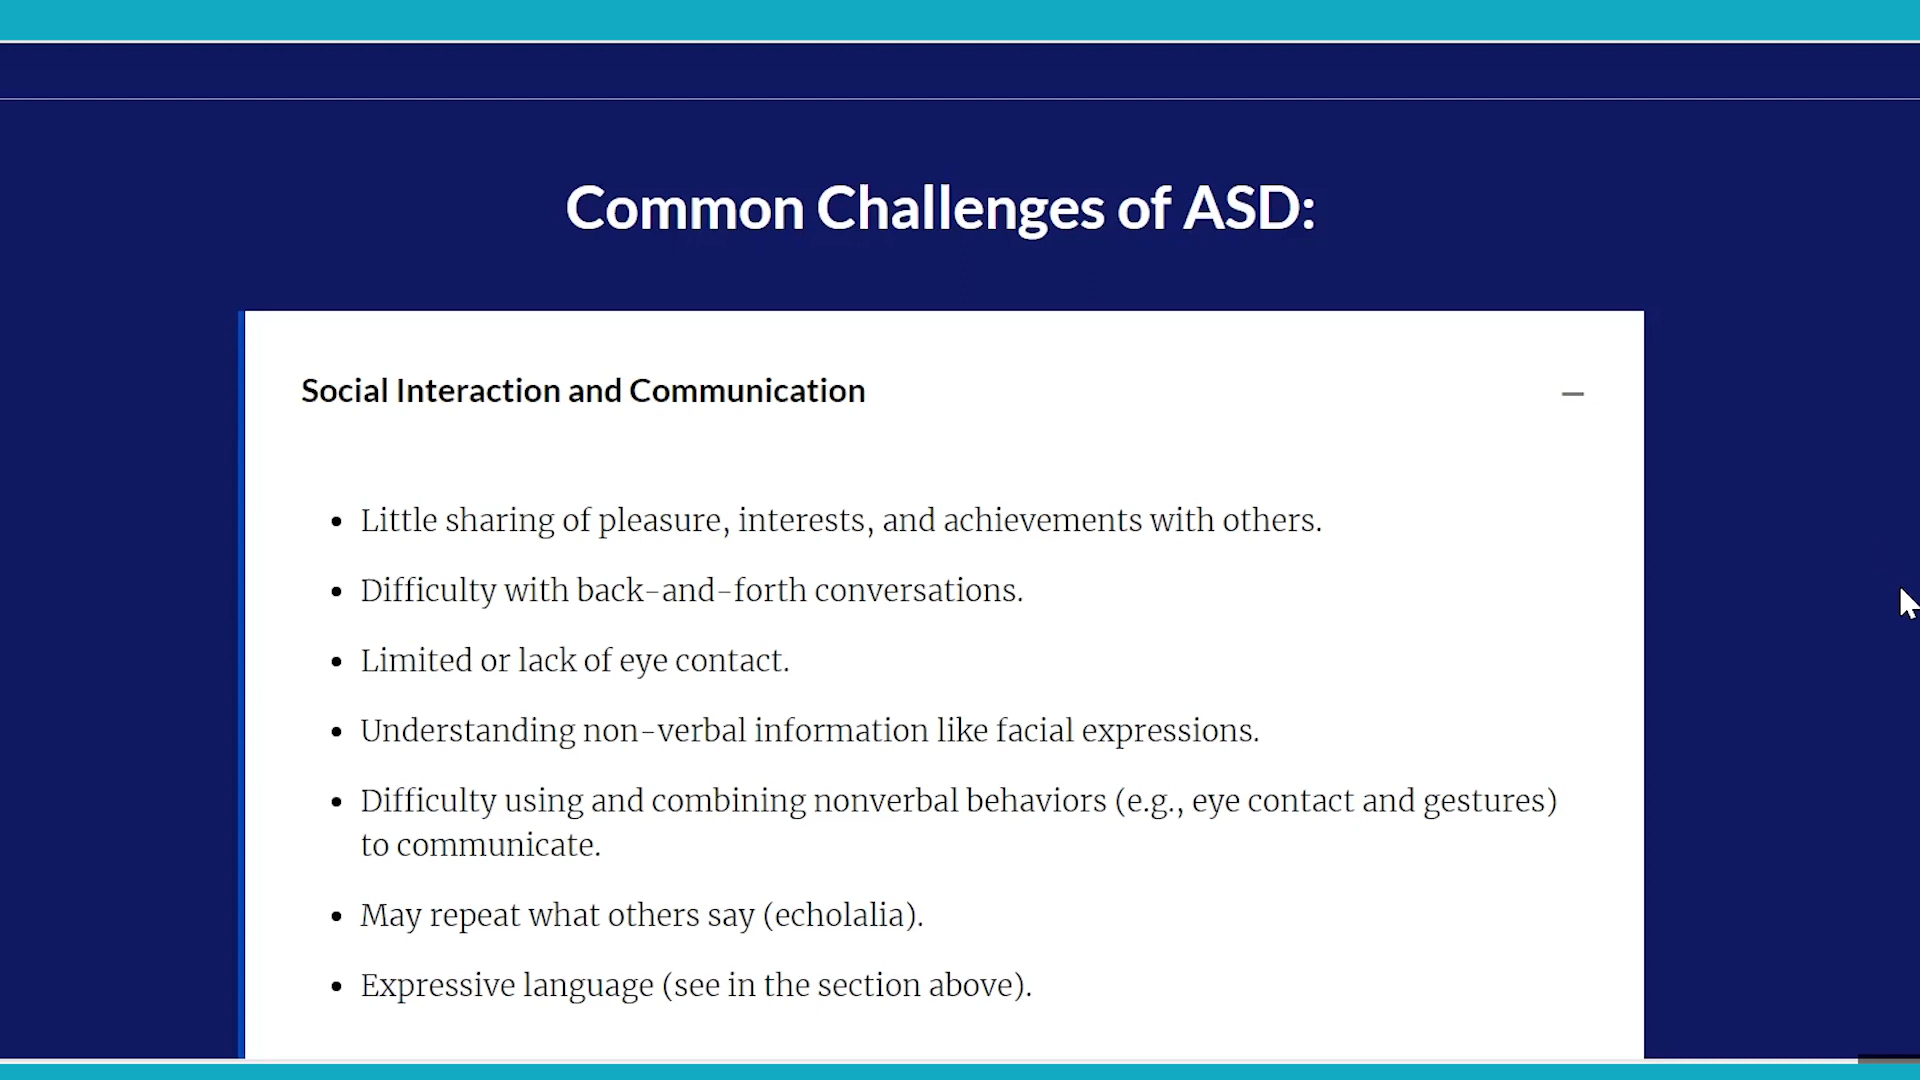 Common Challenges of ASD:
Social Interaction and Communication
• Little sharing of pleasure, interests, and achievements with others.
• Difficulty with back-and-forth conversations.
• Limited or lack of eye contact.
• Understanding non-verbal information like facial expressions.
• Difficulty using and combining nonverbal behaviors (e.g., eye contact and gestures)
to communicate.
• May repeat what others say (echolalia).
• Expressive language (see in the section above).